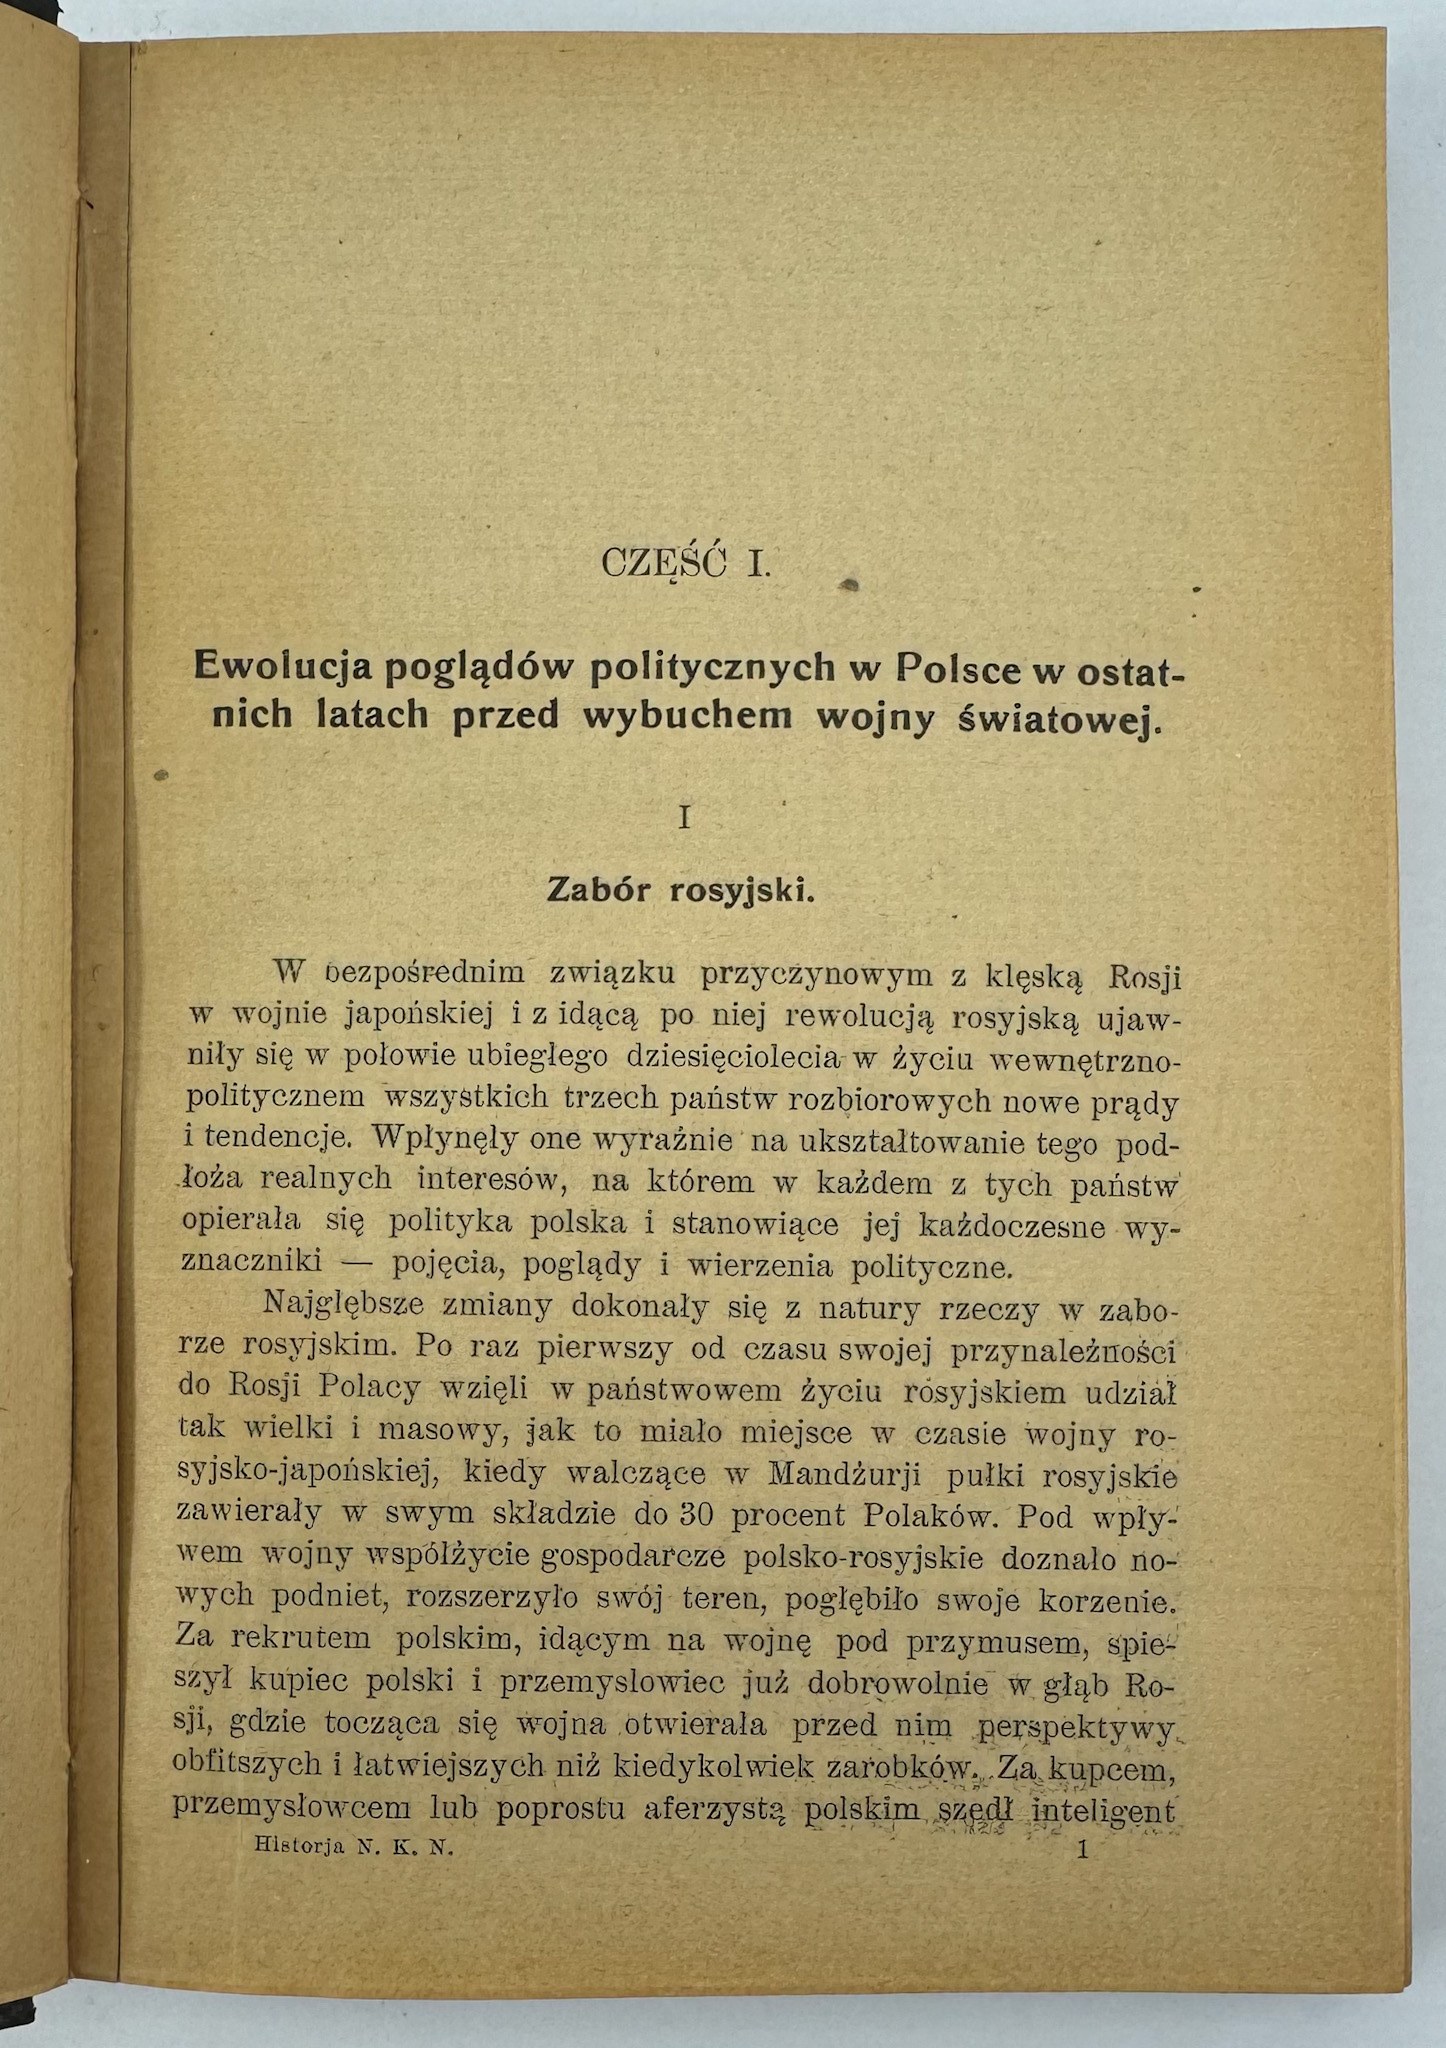 CZĘŚĆ I.
Ewolucja poglądów politycznych w Polsce w ostat-
nich latach przed wybuchem wojny światowej.
I
Zabór rosyjski.
W bezpośrednim związku przyczynowym z klęską Rosji
w wojnie japońskiej i z idącą po niej rewolucją rosyjską ujaw-
niły się w połowie ubiegłego dziesięciolecia w życiu wewnętrzno-
politycznem wszystkich trzech państw rozbiorowych nowe prądy
i tendencje. Wpłynęły one wyraźnie na ukształtowanie tego pod-
łoża realnych interesów, na którem w każdem z tych państw
opierała się polityka polska i stanowiące jej każdoczesne wy-
znaczniki — pojęcia, poglądy i wierzenia polityczne.
Najgłębsze zmiany dokonały się z natury rzeczy w zabo-
rze rosyjskim. Po raz pierwszy od czasu swojej przynależności
do Rosji Polacy wzięli w państwowem życiu rosyjskiem udział
tak wielki i masowy, jak to miało miejsce w czasie wojny ro-
syjsko-japońskiej, kiedy walczące w Mandżurji pułki rosyjskie
zawierały w swym składzie do 30 procent Polaków. Pod wpły-
wem wojny współżycie gospodarcze polsko-rosyjskie doznało no-
wych podniet, rozszerzyło swój teren, pogłębiło swoje korzenie.
Za rekrutem polskim, idącym na wojnę pod przymusem, spie-
szył kupiec polski i przemysłowiec już dobrowolnie w głąb Ro-
sji, gdzie tocząca się wojna otwierała przed nim perspektywy
obfitszych i łatwiejszych niż kiedykolwiek zarobków. Za kupcem,
przemysłowcem lub poprostu aferzystą polskim szedł inteligent
Historja N. K. N. 1